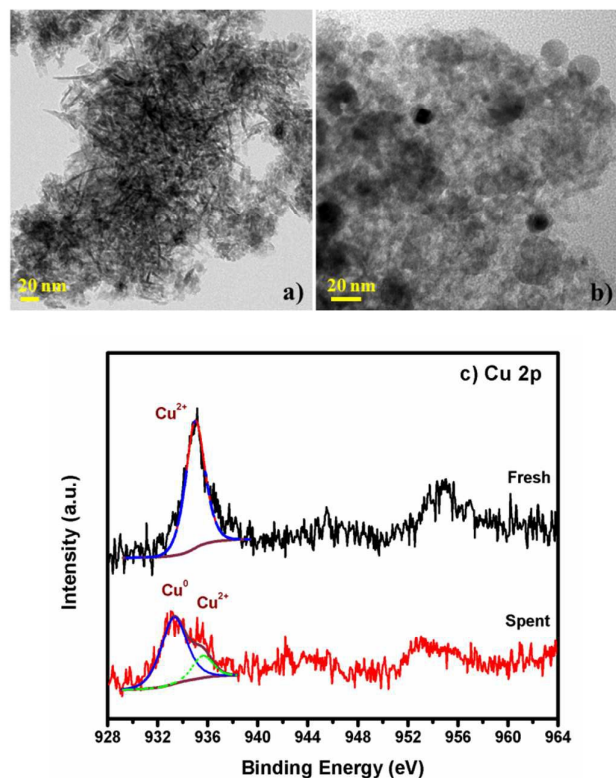 20 nm
a)
20 nm
b)
c) Cu 2p
Cu²⁺
Fresh
Cu⁰
Cu²⁺
Spent
Intensity (a.u.)
928 932 936 940 944 948 952 956 960 964
Binding Energy (eV)